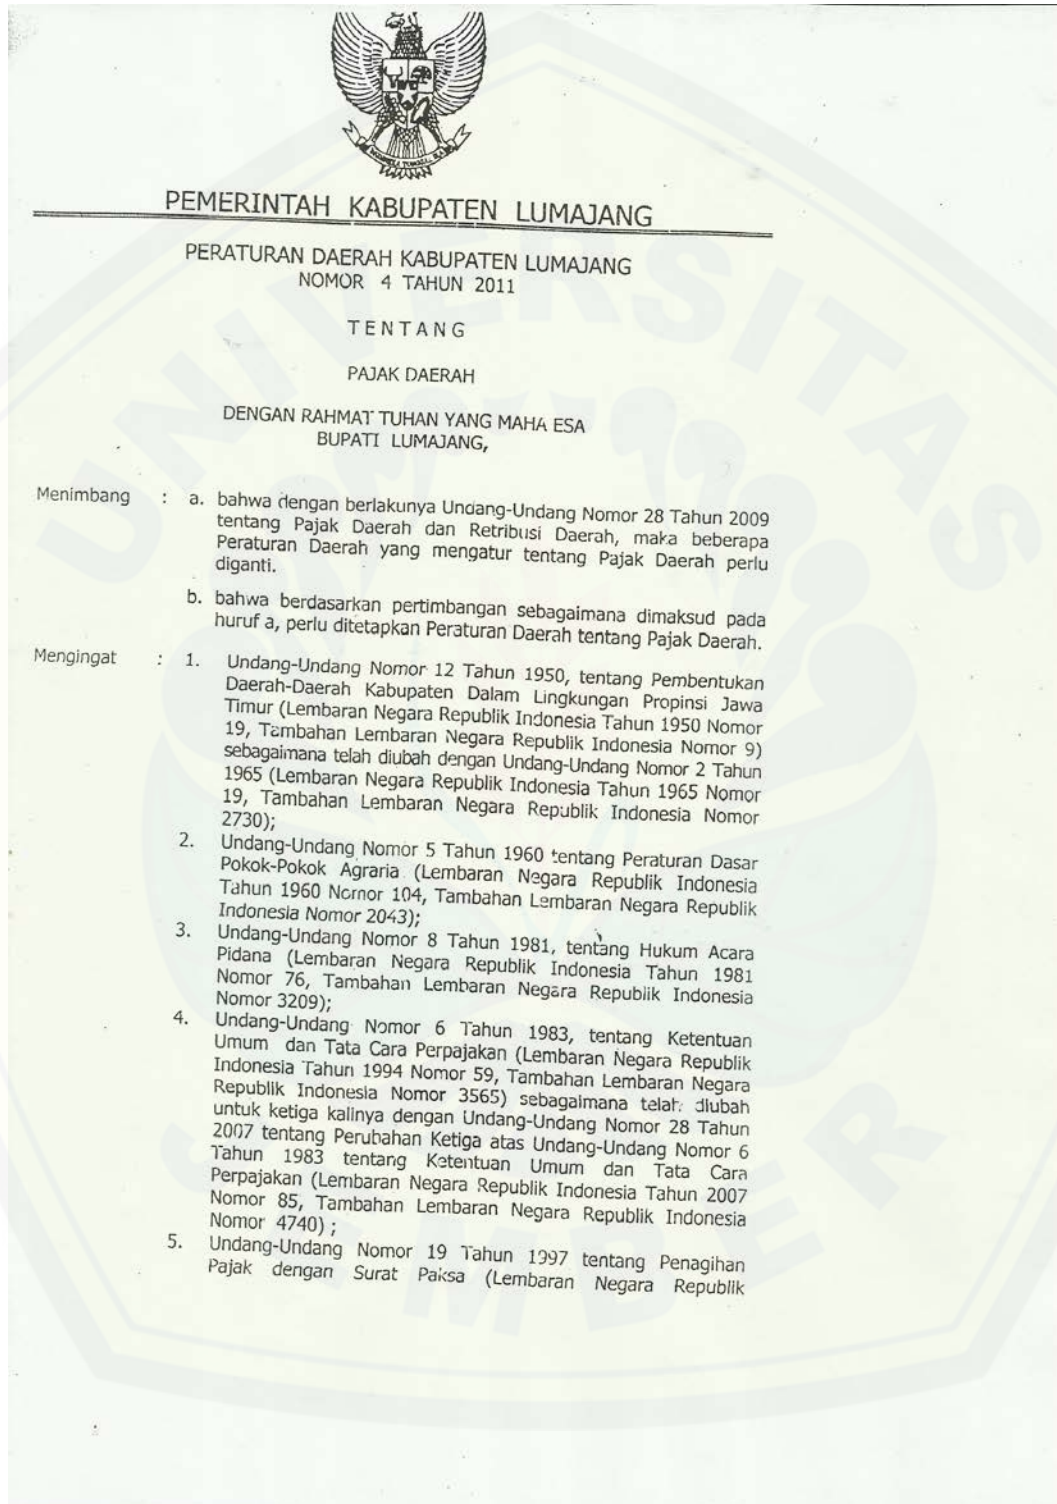 PEMERINTAH KABUPATEN LUMAJANG
PERATURAN DAERAH KABUPATEN LUMAJANG
NOMOR 4 TAHUN 2011
TENTANG
PAJAK DAERAH
DENGAN RAHMAT TUHAN YANG MAHA ESA
BUPATI LUMAJANG,
Menimbang : a. bahwa dengan berlakunya Undang-Undang Nomor 28 Tahun 2009
tentang Pajak Daerah dan Retribusi Daerah, maka beberapa
Peraturan Daerah yang mengatur tentang Pajak Daerah perlu
diganti.
b. bahwa berdasarkan pertimbangan sebagaimana dimaksud pada
huruf a, perlu ditetapkan Peraturan Daerah tentang Pajak Daerah.
Mengingat : 1. Undang-Undang Nomor 12 Tahun 1950, tentang Pembentukan
Daerah-Daerah Kabupaten Dalam Lingkungan Propinsi Jawa
Timur (Lembaran Negara Republik Indonesia Tahun 1950 Nomor
19, Tambahan Lembaran Negara Republik Indonesia Nomor 9)
sebagaimana telah diubah dengan Undang-Undang Nomor 2 Tahun
1965 (Lembaran Negara Republik Indonesia Tahun 1965 Nomor
19, Tambahan Lembaran Negara Republik Indonesia Nomor
2730);
2. Undang-Undang Nomor 5 Tahun 1960 tentang Peraturan Dasar
Pokok-Pokok Agraria (Lembaran Negara Republik Indonesia
Tahun 1960 Nomor 104, Tambahan Lembaran Negara Republik
Indonesia Nomor 2043);
3. Undang-Undang Nomor 8 Tahun 1981, tentang Hukum Acara
Pidana (Lembaran Negara Republik Indonesia Tahun 1981
Nomor 76, Tambahan Lembaran Negara Republik Indonesia
Nomor 3209);
4. Undang-Undang Nomor 6 Tahun 1983, tentang Ketentuan
Umum dan Tata Cara Perpajakan (Lembaran Negara Republik
Indonesia Tahun 1994 Nomor 59, Tambahan Lembaran Negara
Republik Indonesia Nomor 3565) sebagaimana telah diubah
untuk ketiga kalinya dengan Undang-Undang Nomor 28 Tahun
2007 tentang Perubahan Ketiga atas Undang-Undang Nomor 6
Tahun 1983 tentang Ketentuan Umum dan Tata Cara
Perpajakan (Lembaran Negara Republik Indonesia Tahun 2007
Nomor 85, Tambahan Lembaran Negara Republik Indonesia
Nomor 4740) ;
5. Undang-Undang Nomor 19 Tahun 1997 tentang Penagihan
Pajak dengan Surat Paksa (Lembaran Negara Republik
UNIVERSITAS
JEMBER